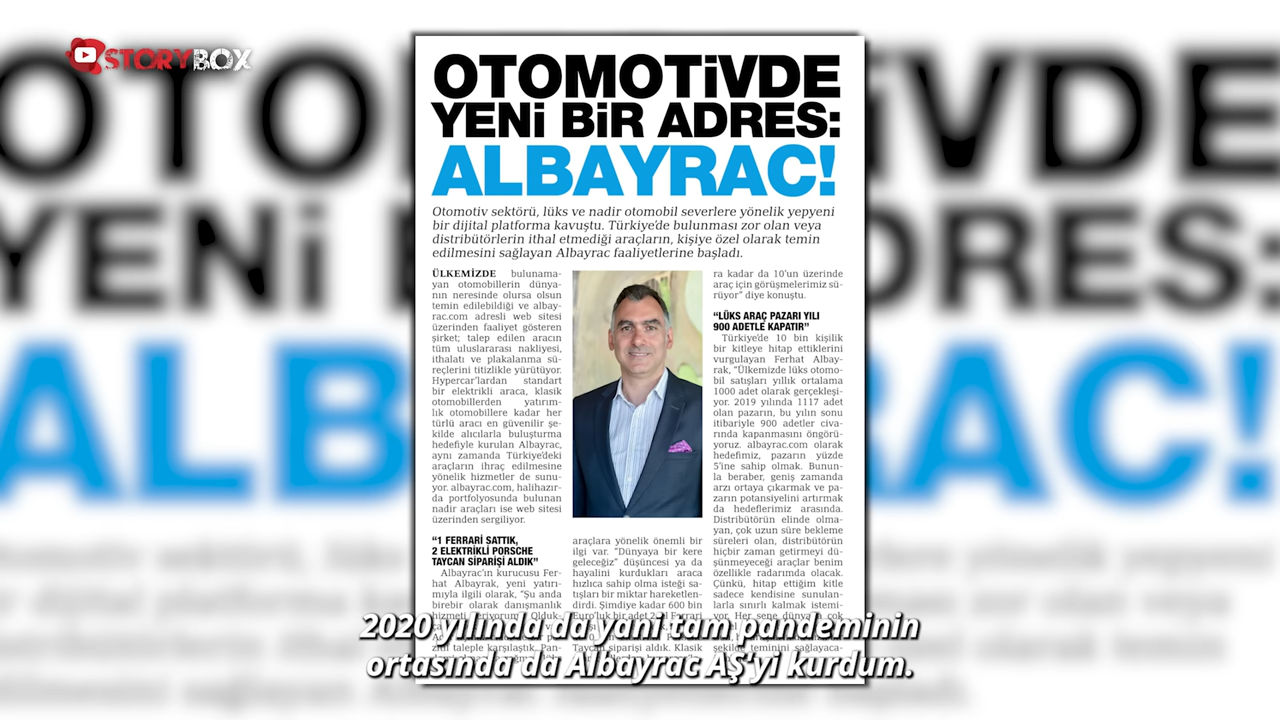 STORYBOX
OTOMOTİVDE
YENİ BİR ADRES:
ALBAYRAC!
Otomotiv sektörü, lüks ve nadir otomobil severlere yönelik yepyeni
bir dijital platforma kavuştu. Türkiye'de bulunması zor olan veya
distribütörlerin ithal etmediği araçların, kişiye özel olarak temin
edilmesini sağlayan Albayrac faaliyetlerine başladı.
ÜLKEMİZDE bulunama-
yan otomobillerin dünya-
nın neresinde olursa olsun
temin edilebildiği ve albay-
rac.com adresli web sitesi
üzerinden faaliyet gösteren
şirket; talep edilen aracın
tüm uluslararası nakliyesi,
ithalatı ve plakalanma sü-
reçlerini titizlikle yürütüyor.
Hypercar'lardan standart
bir elektrikli araca, klasik
otomobillerden yatırım-
lık otomobillere kadar her
türlü aracı en güvenilir şe-
kilde alıcılarla buluşturma
hedefiyle kurulan Albayrac,
aynı zamanda Türkiye'deki
araçların ihraç edilmesine
yönelik hizmetler de sunu-
yor. albayrac.com, halihazır-
da portfolyosunda bulunan
nadir araçları ise web sitesi
üzerinden sergiliyor.
"1 FERRARI SATTIK,
2 ELEKTRİKLİ PORSCHE
TAYCAN SİPARİŞİ ALDIK"
Albayrac'ın kurucusu Fer-
hat Albayrak, yeni yatırı-
mıyla ilgili olarak, "Şu anda
birebir olarak danışmanlık
araçlara yönelik önemli bir
ilgi var. "Dünyaya bir kere
geleceğiz" düşüncesi ya da
hayalini kurdukları araca
hızlıca sahip olma isteği sa-
tışları bir miktar hareketlen-
dirdi. Şimdiye kadar 600 bin
ra kadar da 10'un üzerinde
araç için görüşmelerimiz sü-
rüyor" diye konuştu.
"LÜKS ARAÇ PAZARI YILI
900 ADETLE KAPATIR"
Türkiye'de 10 bin kişilik
bir kitleye hitap ettiklerini
vurgulayan Ferhat Albay-
rak, "Ülkemizde lüks otomo-
bil satışları yıllık ortalama
1000 adet olarak gerçekleşi-
yor. 2019 yılında 1117 adet
olan pazarın, bu yılın sonu
itibariyle 900 adetler civa-
rında kapanmasını öngörü-
yoruz. albayrac.com olarak
hedefimiz, pazarın yüzde
5'ine sahip olmak. Bunun-
la beraber, geniş zamanda
arzı ortaya çıkarmak ve pa-
zarın potansiyelini artırmak
da hedeflerimiz arasında.
Distribütörün elinde olma-
yan, çok uzun süre bekleme
süreleri olan, distribütörün
hiçbir zaman getirmeyi dü-
şünmeyeceği araçlar benim
özellikle radarımda olacak.
Çünkü, hitap ettiğim kitle
sadece kendisine sunulan-
larla sınırlı kalmak istemi-
2020 yılında da yani tam pandeminin
ortasında da Albayrac AŞ'yi kurdum.